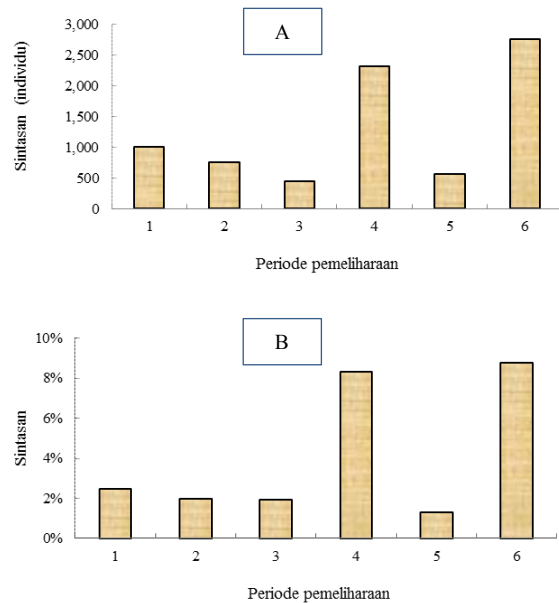 A
3,000
2,500
2,000
1,500
1,000
500
0
Sintasan (individu)
1 2 3 4 5 6
Periode pemeliharaan
B
10%
8%
6%
4%
2%
0%
Sintasan
1 2 3 4 5 6
Periode pemeliharaan